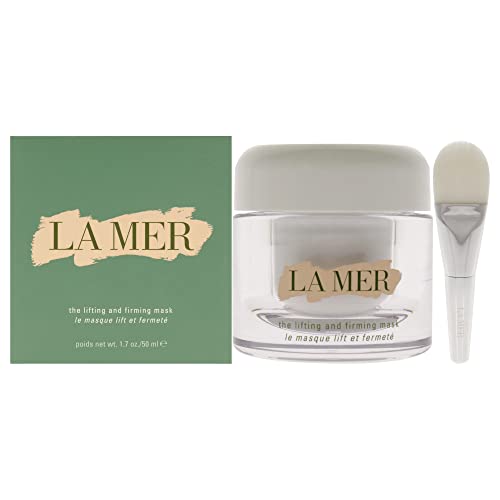 LA MER
the lifting and firming mask
le masque lift et fermeté
poids net wt. 1.7 oz./50 ml ℮
LA MER
the lifting and firming mask
le masque lift et fermeté